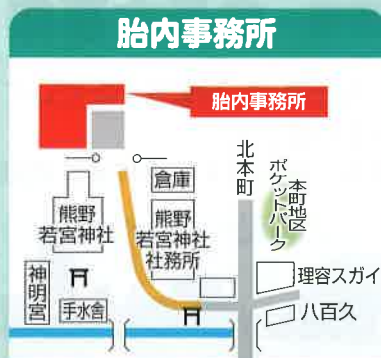 胎内事務所
胎内事務所
北本町
本町地区
ポケットパーク
倉庫
熊野
若宮神社
熊野
若宮神社
社務所
神明宮
手水舎
理容スガイ
八百久